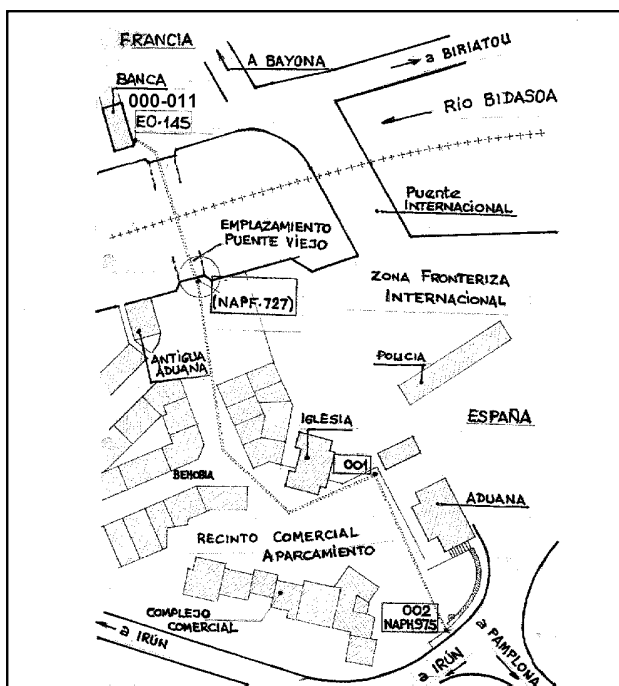 FRANCIA
A BAYONA
a BIRIATOU
BANCA
000-011
EO-145
RÍO BIDASOA
Puente
INTERNACIONAL
EMPLAZAMIENTO
PUENTE VIEJO
(NAPF-727)
ZONA FRONTERIZA
INTERNACIONAL
ANTIGUA
ADUANA
POLICIA
ESPAÑA
IGLESIA
001
BEHOBIA
ADUANA
RECINTO COMERCIAL
APARCAMIENTO
COMPLEJO
COMERCIAL
002
NAPH975
a IRÚN
a IRÚN
a PAMPLONA